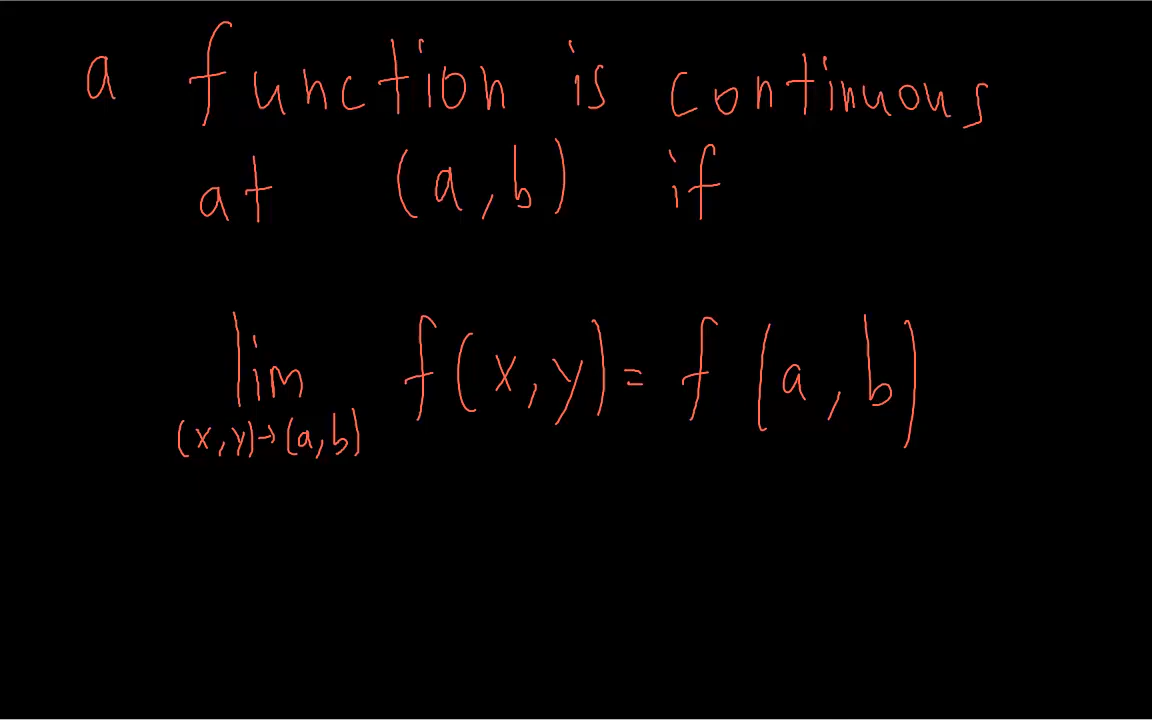 a function is continuous
at (a,b) if
lim f(x,y) = f(a,b)
(x,y)→(a,b)